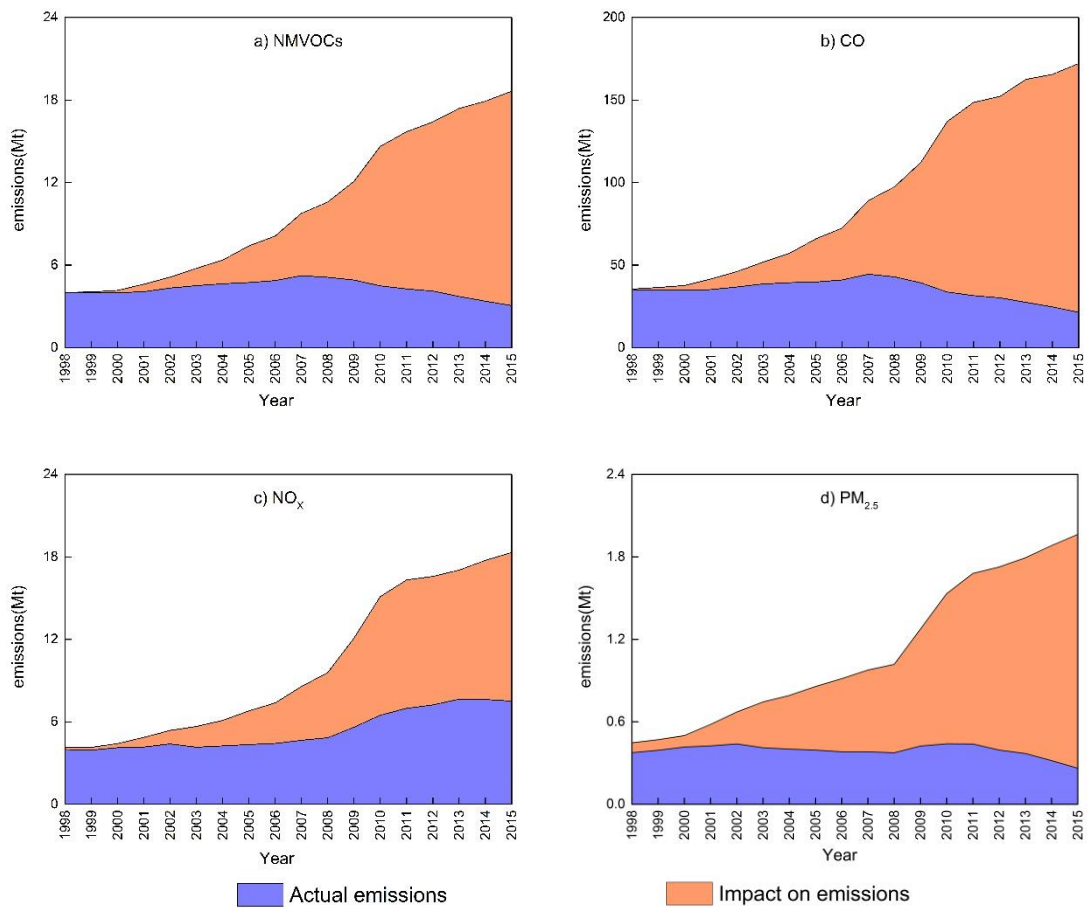 a) NMVOCs
24
18
12
6
0
emissions(Mt)
1998 1999 2000 2001 2002 2003 2004 2005 2006 2007 2008 2009 2010 2011 2012 2013 2014 2015
Year
b) CO
200
150
100
50
0
emissions(Mt)
1998 1999 2000 2001 2002 2003 2004 2005 2006 2007 2008 2009 2010 2011 2012 2013 2014 2015
Year
c) NOX
24
18
12
6
0
emissions(Mt)
1998 1999 2000 2001 2002 2003 2004 2005 2006 2007 2008 2009 2010 2011 2012 2013 2014 2015
Year
d) PM2.5
2.4
1.8
1.2
0.6
0.0
emissions(Mt)
1998 1999 2000 2001 2002 2003 2004 2005 2006 2007 2008 2009 2010 2011 2012 2013 2014 2015
Year
Actual emissions
Impact on emissions